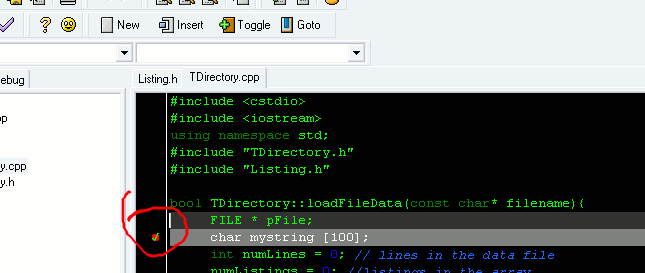 New Insert Toggle Goto
ebug
Listing.h TDirectory.cpp
#include <cstdio>
#include <iostream>
using namespace std;
#include "TDirectory.h"
#include "Listing.h"
bool TDirectory::loadFileData(const char* filename){
FILE * pFile;
char mystring [100];
int numLines = 0; // lines in the data file
numListings = 0; //listings in the array
pp
y.cpp
y.h